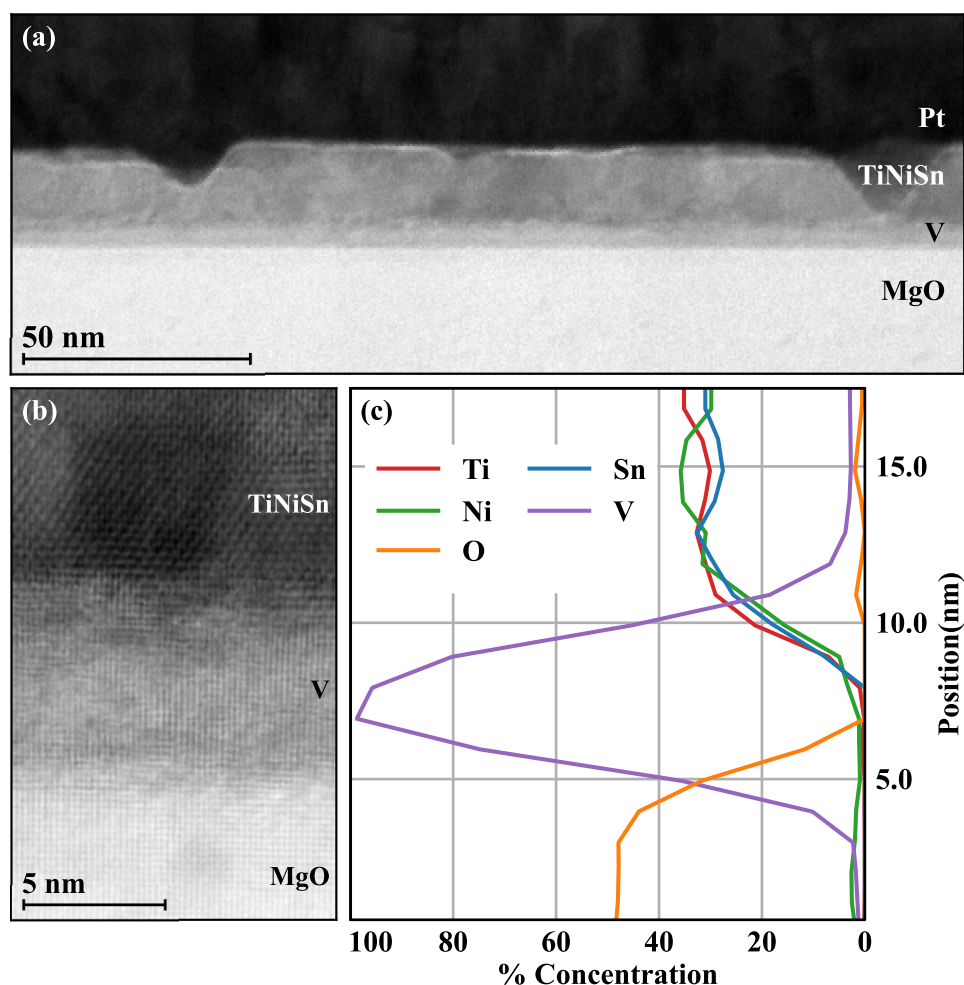 (a)
Pt
TiNiSn
V
MgO
50 nm
(b)
TiNiSn
V
MgO
5 nm
(c)
Ti Sn
Ni V
O
15.0
10.0
5.0
Position(nm)
100 80 60 40 20 0
% Concentration